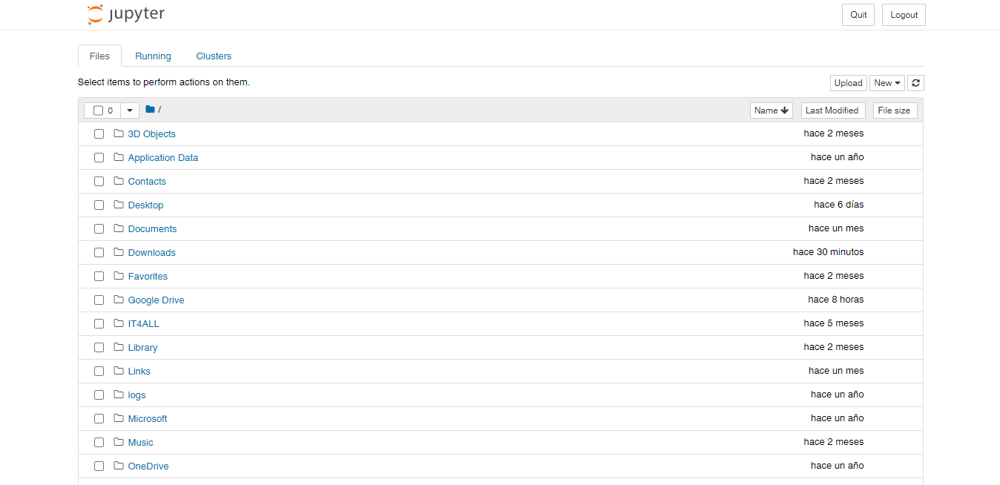 jupyter Quit Logout
Files Running Clusters
Select items to perform actions on them. Upload New
0 / Name Last Modified File size
3D Objects hace 2 meses
Application Data hace un año
Contacts hace 2 meses
Desktop hace 6 días
Documents hace un mes
Downloads hace 30 minutos
Favorites hace 2 meses
Google Drive hace 8 horas
IT4ALL hace 5 meses
Library hace 2 meses
Links hace un mes
logs hace un año
Microsoft hace un año
Music hace 2 meses
OneDrive hace un año